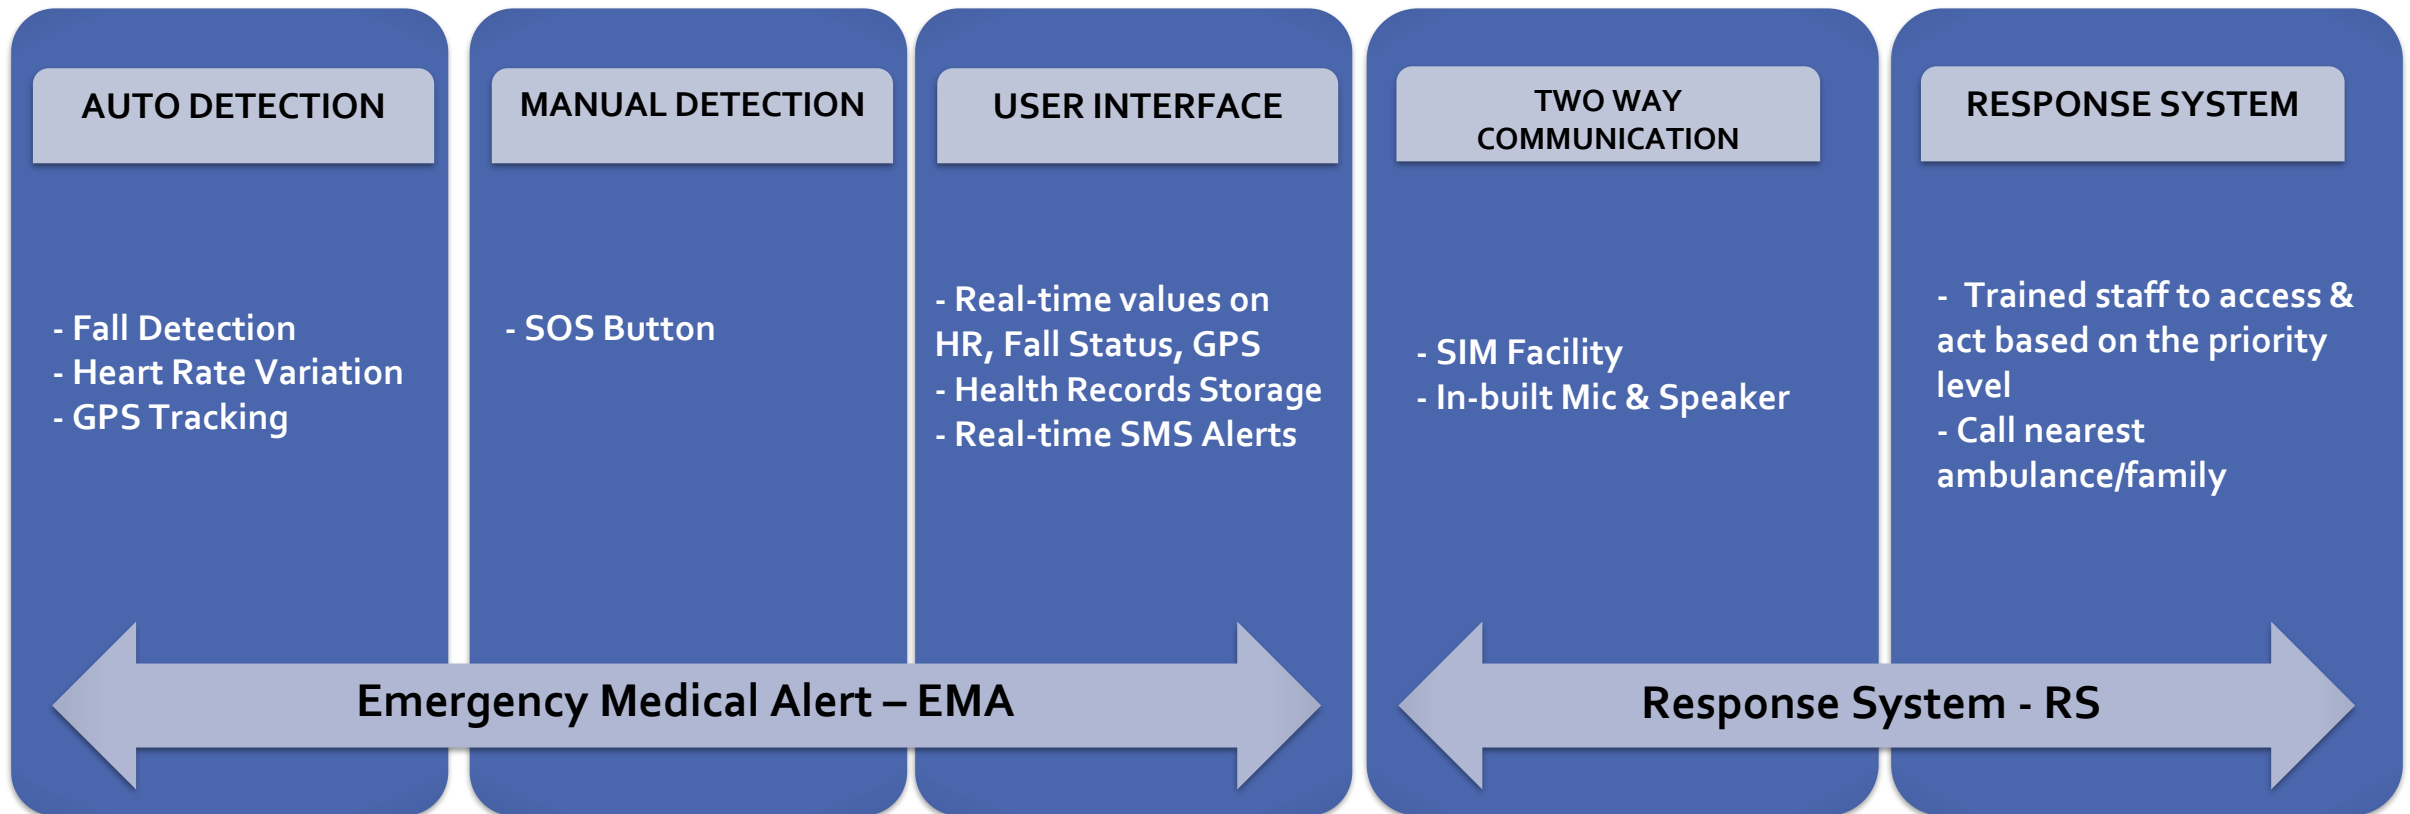 AUTO DETECTION
- Fall Detection
- Heart Rate Variation
- GPS Tracking
MANUAL DETECTION
- SOS Button
USER INTERFACE
- Real-time values on
HR, Fall Status, GPS
- Health Records Storage
- Real-time SMS Alerts
TWO WAY
COMMUNICATION
- SIM Facility
- In-built Mic & Speaker
RESPONSE SYSTEM
- Trained staff to access &
act based on the priority
level
- Call nearest
ambulance/family
Emergency Medical Alert – EMA
Response System - RS